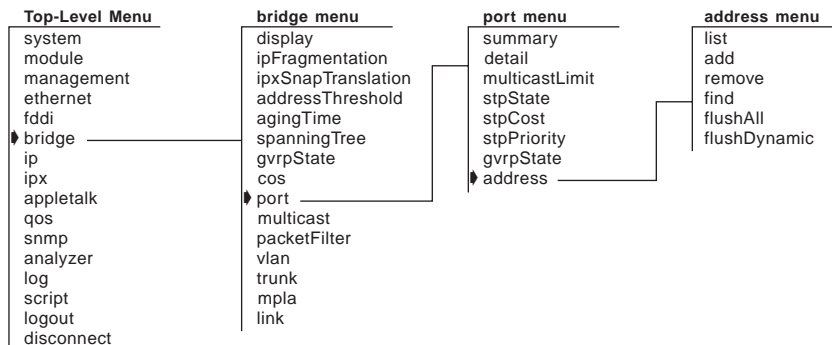 Top-Level Menu
system
module
management
ethernet
fddi
bridge
ip
ipx
appletalk
qos
snmp
analyzer
log
script
logout
disconnect
bridge menu
display
ipFragmentation
ipxSnapTranslation
addressThreshold
agingTime
spanningTree
gvrpState
cos
port
multicast
packetFilter
vlan
trunk
mpla
link
port menu
summary
detail
multicastLimit
stpState
stpCost
stpPriority
gvrpState
address
address menu
list
add
remove
find
flushAll
flushDynamic